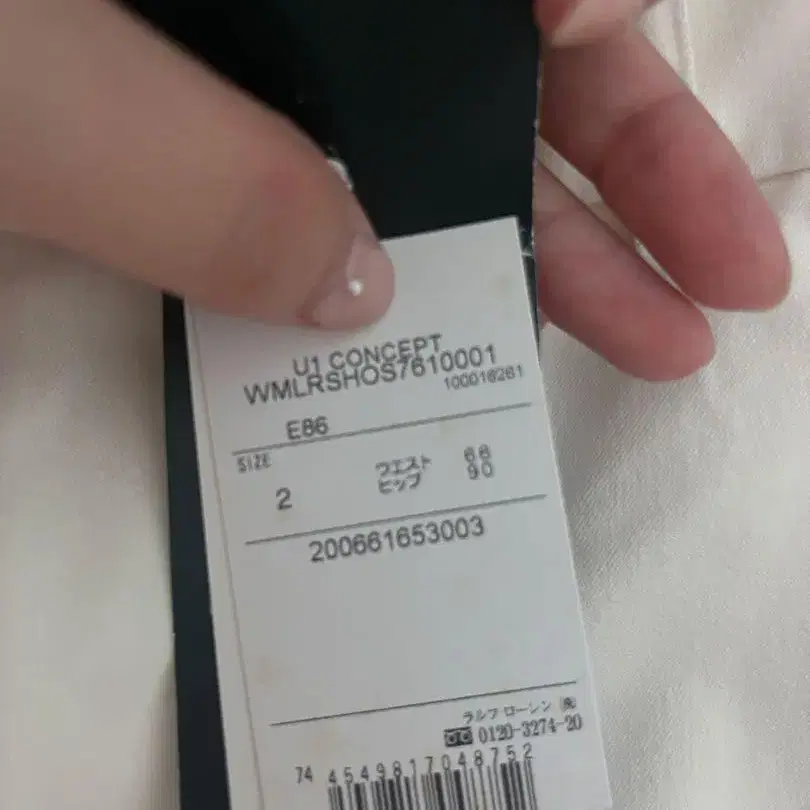 U1 CONCEPT
WMLRSHOS7610001
100016261
E86
SIZE
2 ウエスト 66
ヒップ 90
200661653003
ラルフ ローレン ㈱
0120-3274-20
74 4549817048752